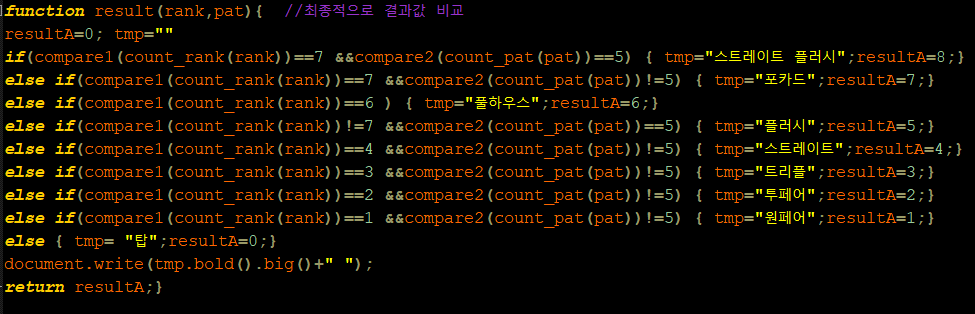 function result(rank,pat){  //최종적으로 결과값 비교
resultA=0; tmp=""
if(compare1(count_rank(rank))==7 &&compare2(count_pat(pat))==5) { tmp="스트레이트 플러시";resultA=8;}
else if(compare1(count_rank(rank))==7 &&compare2(count_pat(pat))!=5) { tmp="포카드";resultA=7;}
else if(compare1(count_rank(rank))==6 ) { tmp="풀하우스";resultA=6;}
else if(compare1(count_rank(rank))!=7 &&compare2(count_pat(pat))==5) { tmp="플러시";resultA=5;}
else if(compare1(count_rank(rank))==4 &&compare2(count_pat(pat))!=5) { tmp="스트레이트";resultA=4;}
else if(compare1(count_rank(rank))==3 &&compare2(count_pat(pat))!=5) { tmp="트리플";resultA=3;}
else if(compare1(count_rank(rank))==2 &&compare2(count_pat(pat))!=5) { tmp="투페어";resultA=2;}
else if(compare1(count_rank(rank))==1 &&compare2(count_pat(pat))!=5) { tmp="원페어";resultA=1;}
else { tmp= "탑";resultA=0;}
document.write(tmp.bold().big()+" ");
return resultA;}